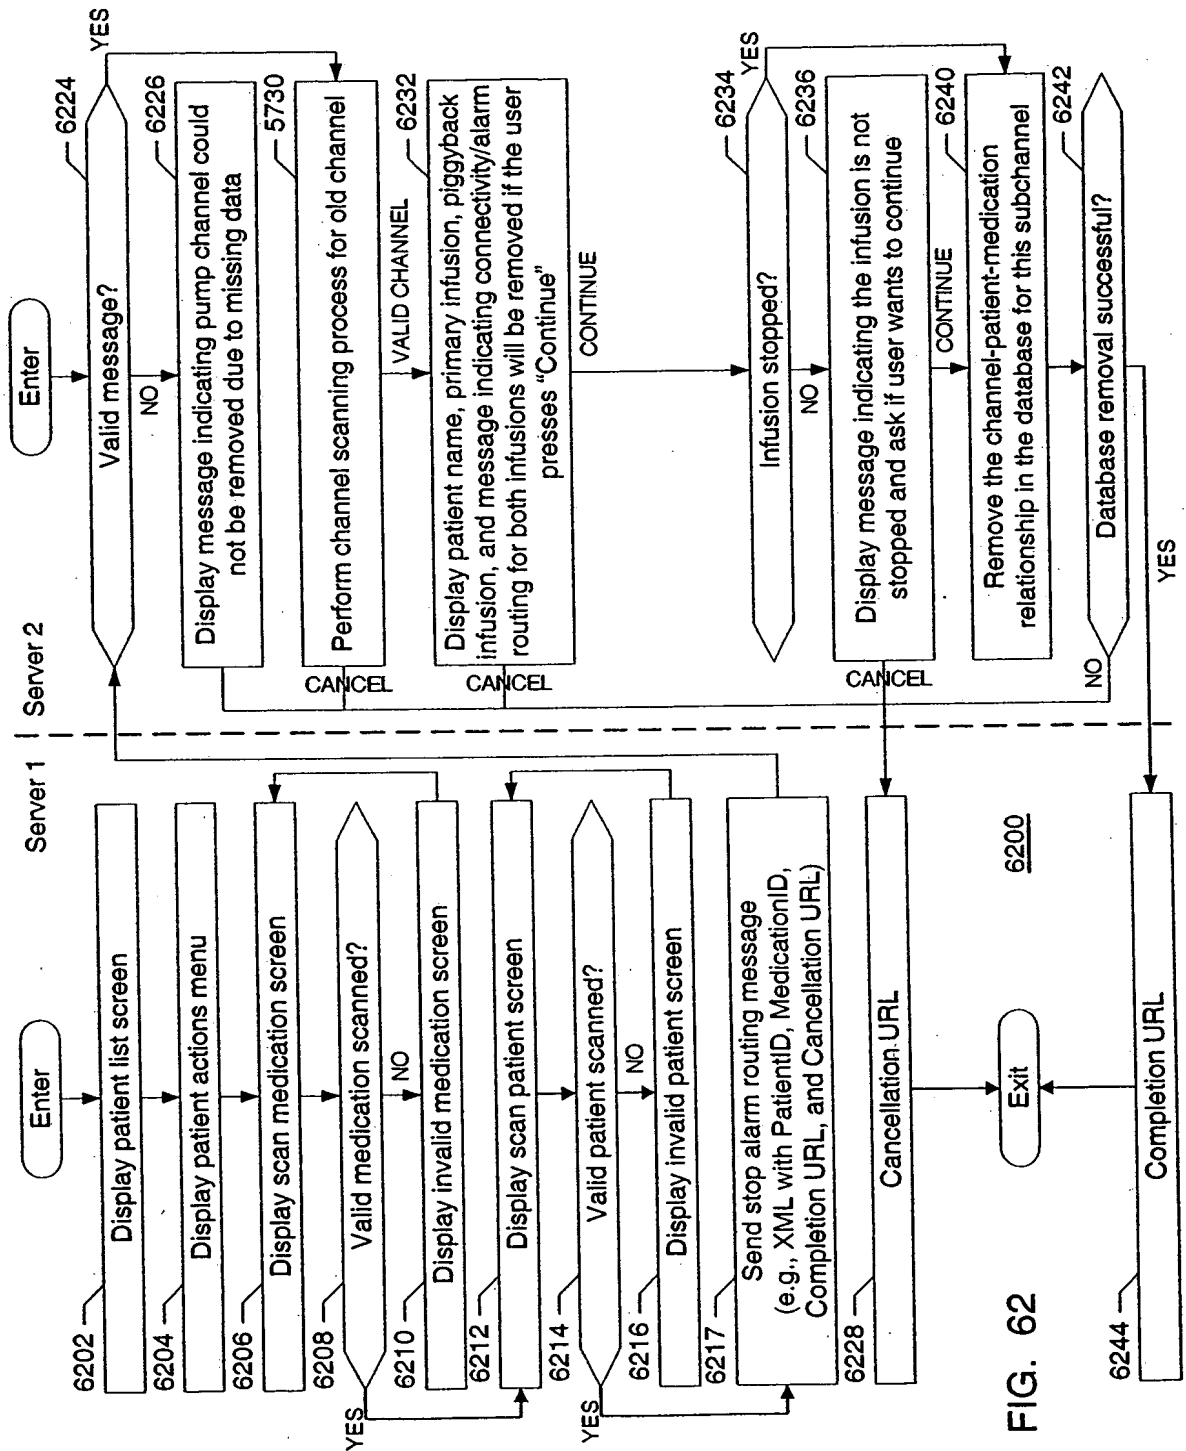 Server 1
Server 2
Enter
6202
Display patient list screen
6204
Display patient actions menu
6206
Display scan medication screen
6208
Valid medication scanned?
YES
NO
6210
Display invalid medication screen
6212
Display scan patient screen
6214
Valid patient scanned?
YES
NO
6216
Display invalid patient screen
6217
Send stop alarm routing message
(e.g., XML with PatientID, MedicationID,
Completion URL, and Cancellation URL)
6228
Cancellation URL
Exit
6200
6244
Completion URL
Enter
6224
Valid message?
YES
NO
6226
Display message indicating pump channel could
not be removed due to missing data
5730
Perform channel scanning process for old channel
CANCEL
VALID CHANNEL
6232
Display patient name, primary infusion, piggyback
infusion, and message indicating connectivity/alarm
routing for both infusions will be removed if the user
presses “Continue”
CANCEL
CONTINUE
6234
Infusion stopped?
YES
NO
6236
Display message indicating the infusion is not
stopped and ask if user wants to continue
CANCEL
CONTINUE
6240
Remove the channel-patient-medication
relationship in the database for this subchannel
6242
Database removal successful?
NO
YES
FIG. 62